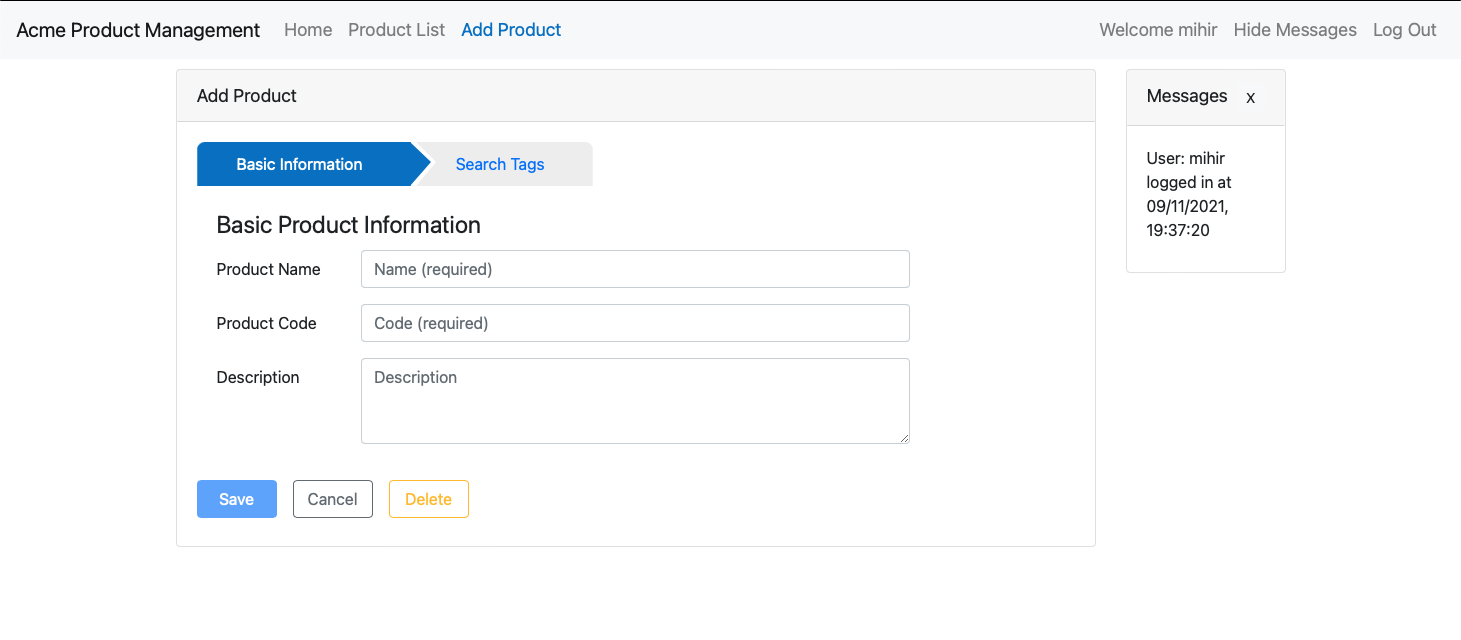 Acme Product Management Home Product List Add Product Welcome mihir Hide Messages Log Out
Add Product
Basic Information Search Tags
Basic Product Information
Product Name Name (required)
Product Code Code (required)
Description Description
Save Cancel Delete
Messages x
User: mihir
logged in at
09/11/2021,
19:37:20